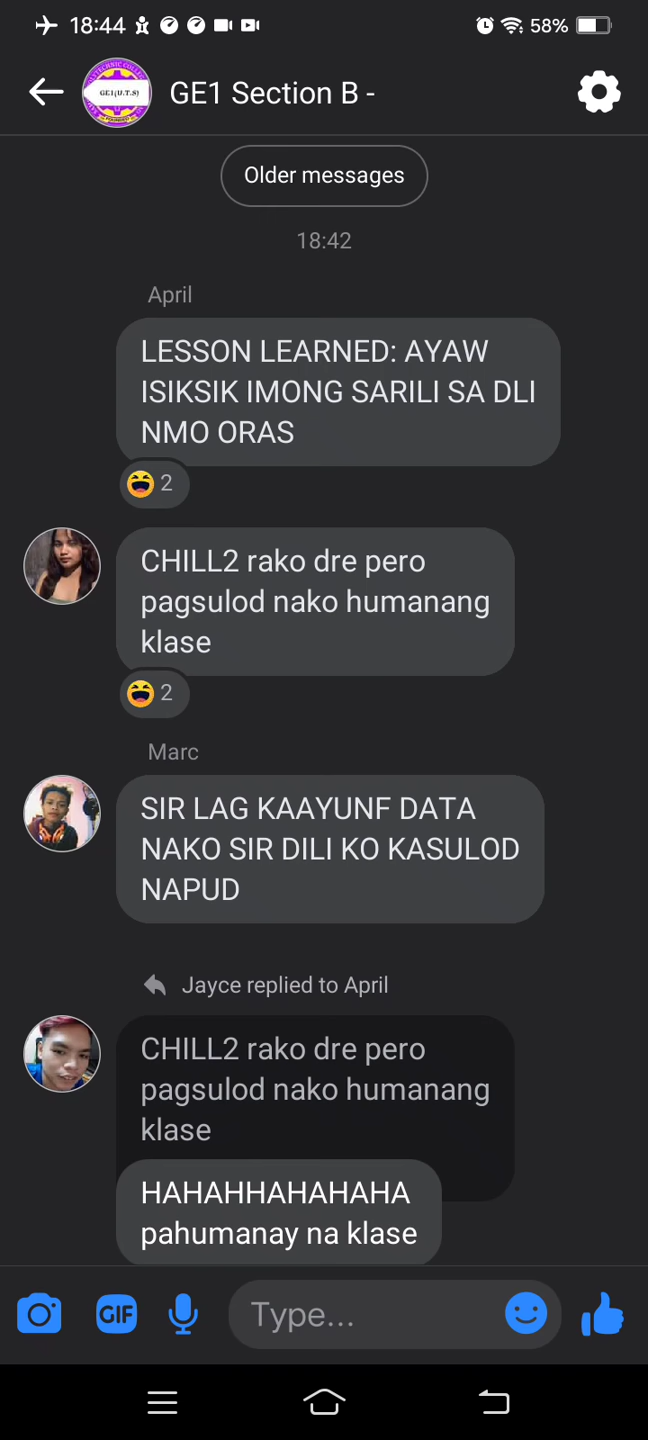 18:44
58%
GE1(U.T.S)
GE1 Section B -
Older messages
18:42
April
LESSON LEARNED: AYAW
ISIKSIK IMONG SARILI SA DLI
NMO ORAS
2
CHILL2 rako dre pero
pagsulod nako humanang
klase
2
Marc
SIR LAG KAAYUNF DATA
NAKO SIR DILI KO KASULOD
NAPUD
Jayce replied to April
CHILL2 rako dre pero
pagsulod nako humanang
klase
HAHAHHAHAHAHA
pahumanay na klase
GIF
Type...